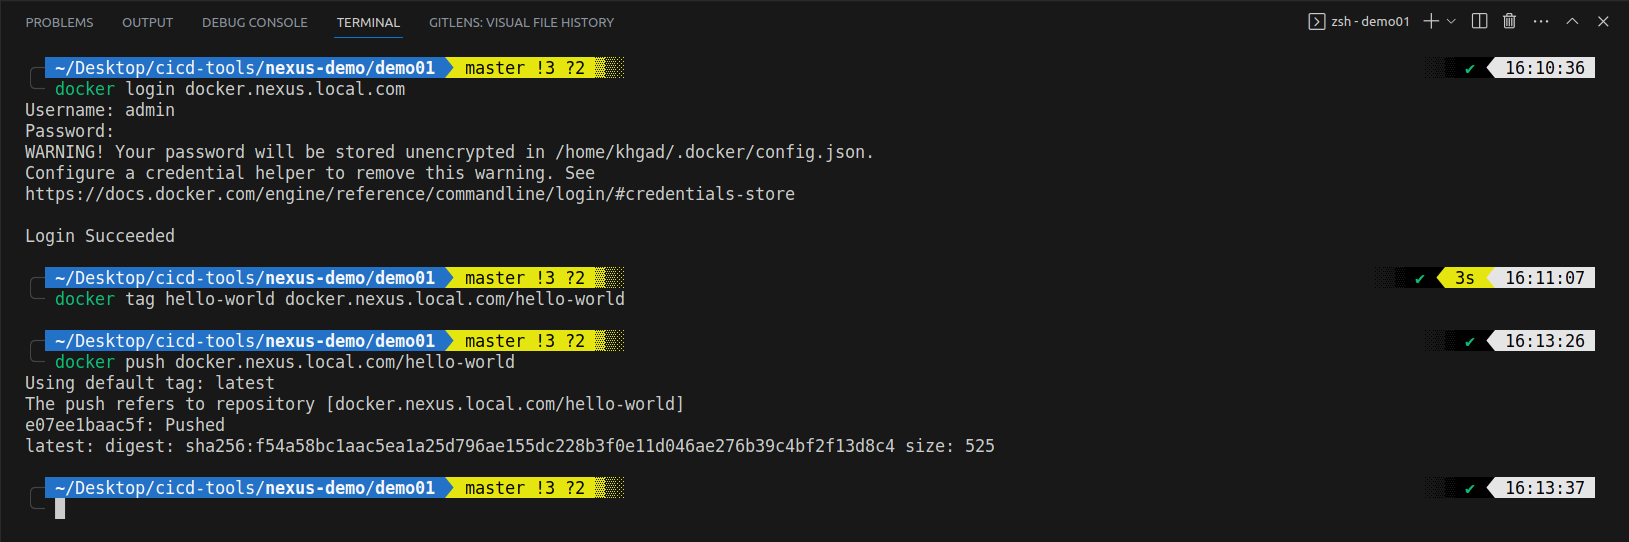 PROBLEMS OUTPUT DEBUG CONSOLE TERMINAL GITLENS: VISUAL FILE HISTORY zsh - demo01
~/Desktop/cicd-tools/nexus-demo/demo01 master !3 ?2 ✔ 16:10:36
docker login docker.nexus.local.com
Username: admin
Password:
WARNING! Your password will be stored unencrypted in /home/khgad/.docker/config.json.
Configure a credential helper to remove this warning. See
https://docs.docker.com/engine/reference/commandline/login/#credentials-store
Login Succeeded
~/Desktop/cicd-tools/nexus-demo/demo01 master !3 ?2 ✔ 3s 16:11:07
docker tag hello-world docker.nexus.local.com/hello-world
~/Desktop/cicd-tools/nexus-demo/demo01 master !3 ?2 ✔ 16:13:26
docker push docker.nexus.local.com/hello-world
Using default tag: latest
The push refers to repository [docker.nexus.local.com/hello-world]
e07ee1baac5f: Pushed
latest: digest: sha256:f54a58bc1aac5ea1a25d796ae155dc228b3f0e11d046ae276b39c4bf2f13d8c4 size: 525
~/Desktop/cicd-tools/nexus-demo/demo01 master !3 ?2 ✔ 16:13:37